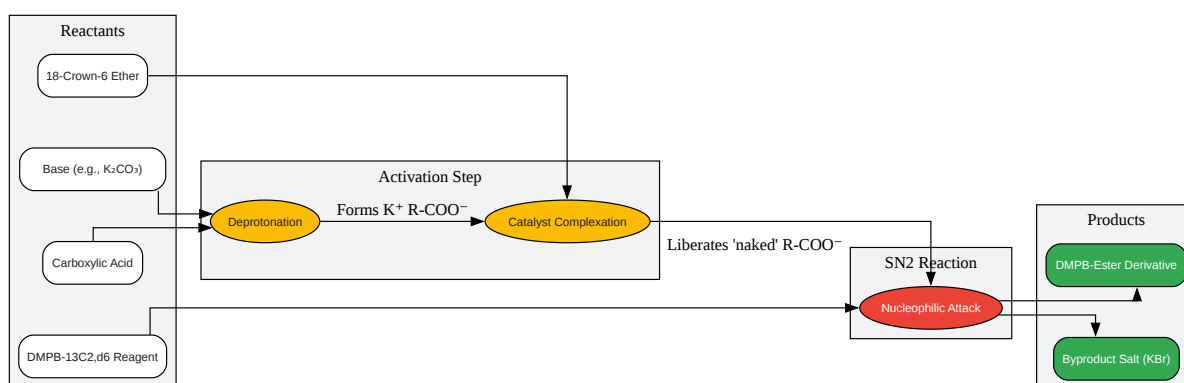 Reactants
18-Crown-6 Ether
Base (e.g., K₂CO₃)
Carboxylic Acid
DMPB-13C2,d6 Reagent
Activation Step
Deprotonation
Forms K⁺ R-COO⁻
Catalyst Complexation
Liberates 'naked' R-COO⁻
SN2 Reaction
Nucleophilic Attack
Products
DMPB-Ester Derivative
Byproduct Salt (KBr)